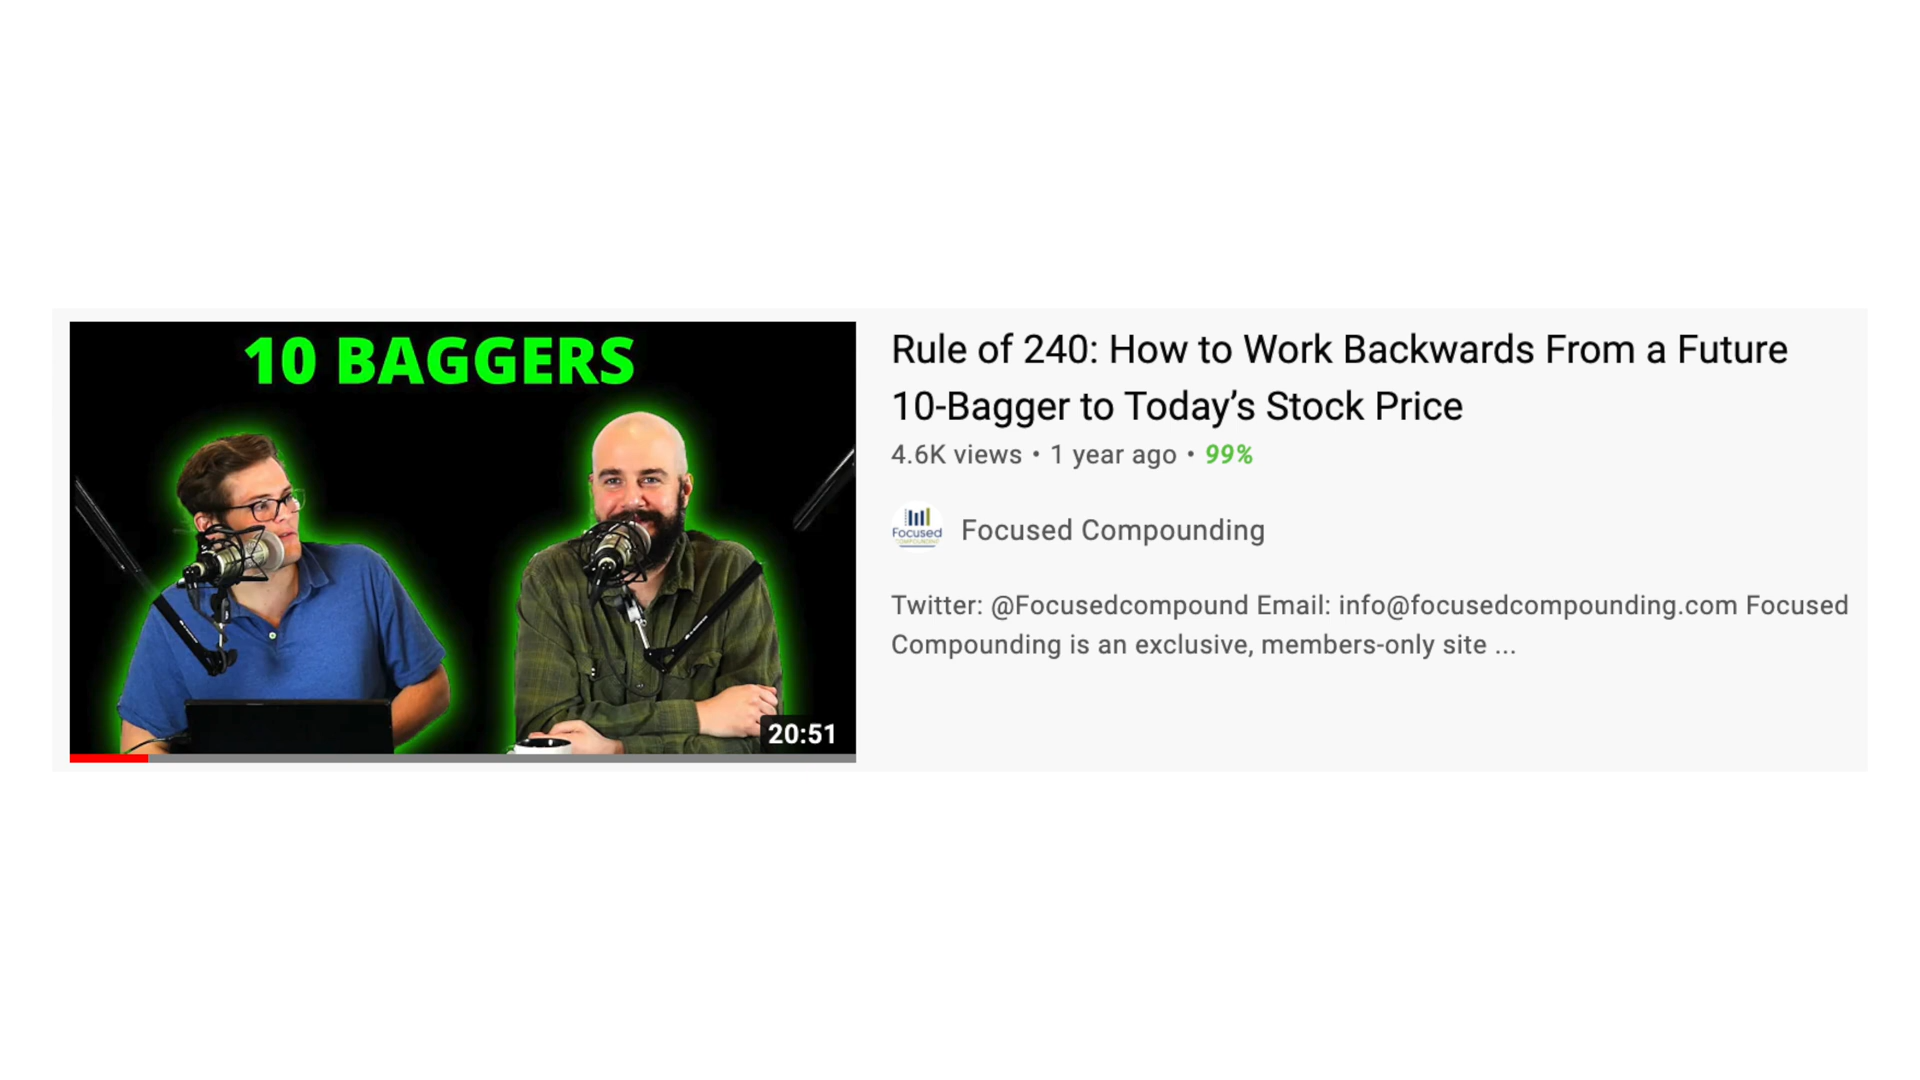 10 BAGGERS
20:51
Rule of 240: How to Work Backwards From a Future
10-Bagger to Today’s Stock Price
4.6K views • 1 year ago • 99%
Focused
Focused Compounding
Twitter: @Focusedcompound Email: info@focusedcompounding.com Focused
Compounding is an exclusive, members-only site ...